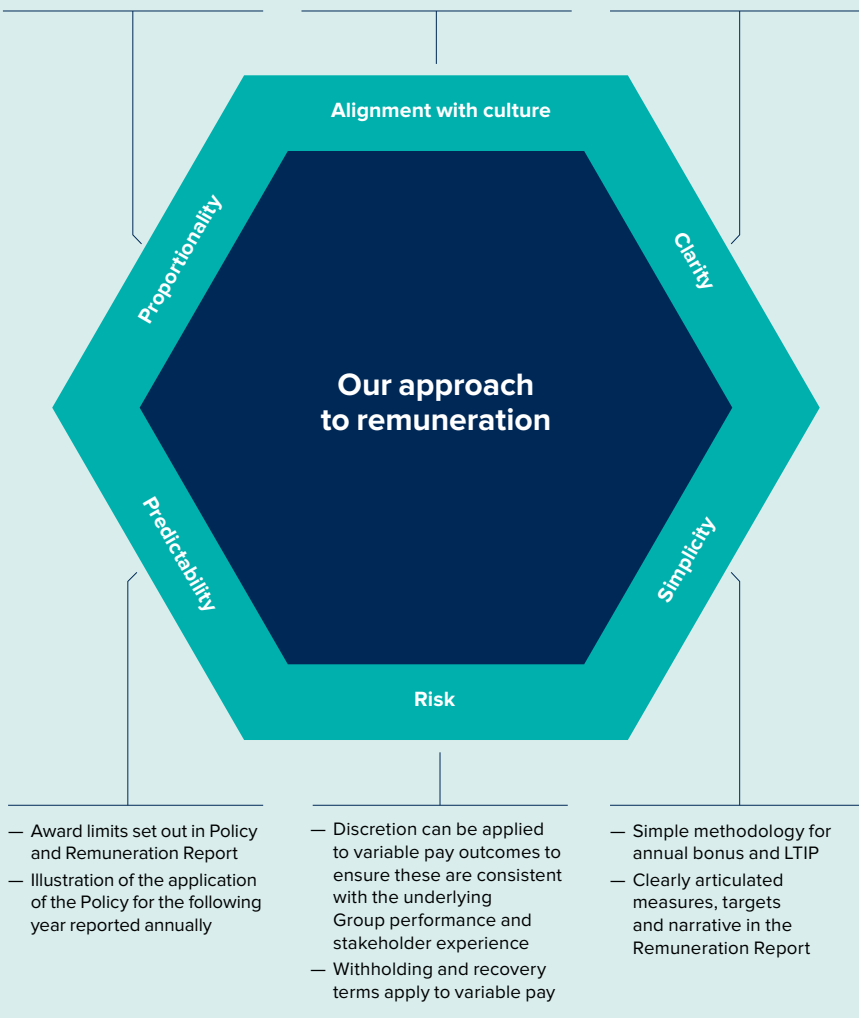 Alignment with culture
Proportionality
Clarity
Our approach
to remuneration
Predictability
Simplicity
Risk
— Award limits set out in Policy
and Remuneration Report
— Illustration of the application
of the Policy for the following
year reported annually
— Discretion can be applied
to variable pay outcomes to
ensure these are consistent
with the underlying
Group performance and
stakeholder experience
— Withholding and recovery
terms apply to variable pay
— Simple methodology for
annual bonus and LTIP
— Clearly articulated
measures, targets
and narrative in the
Remuneration Report